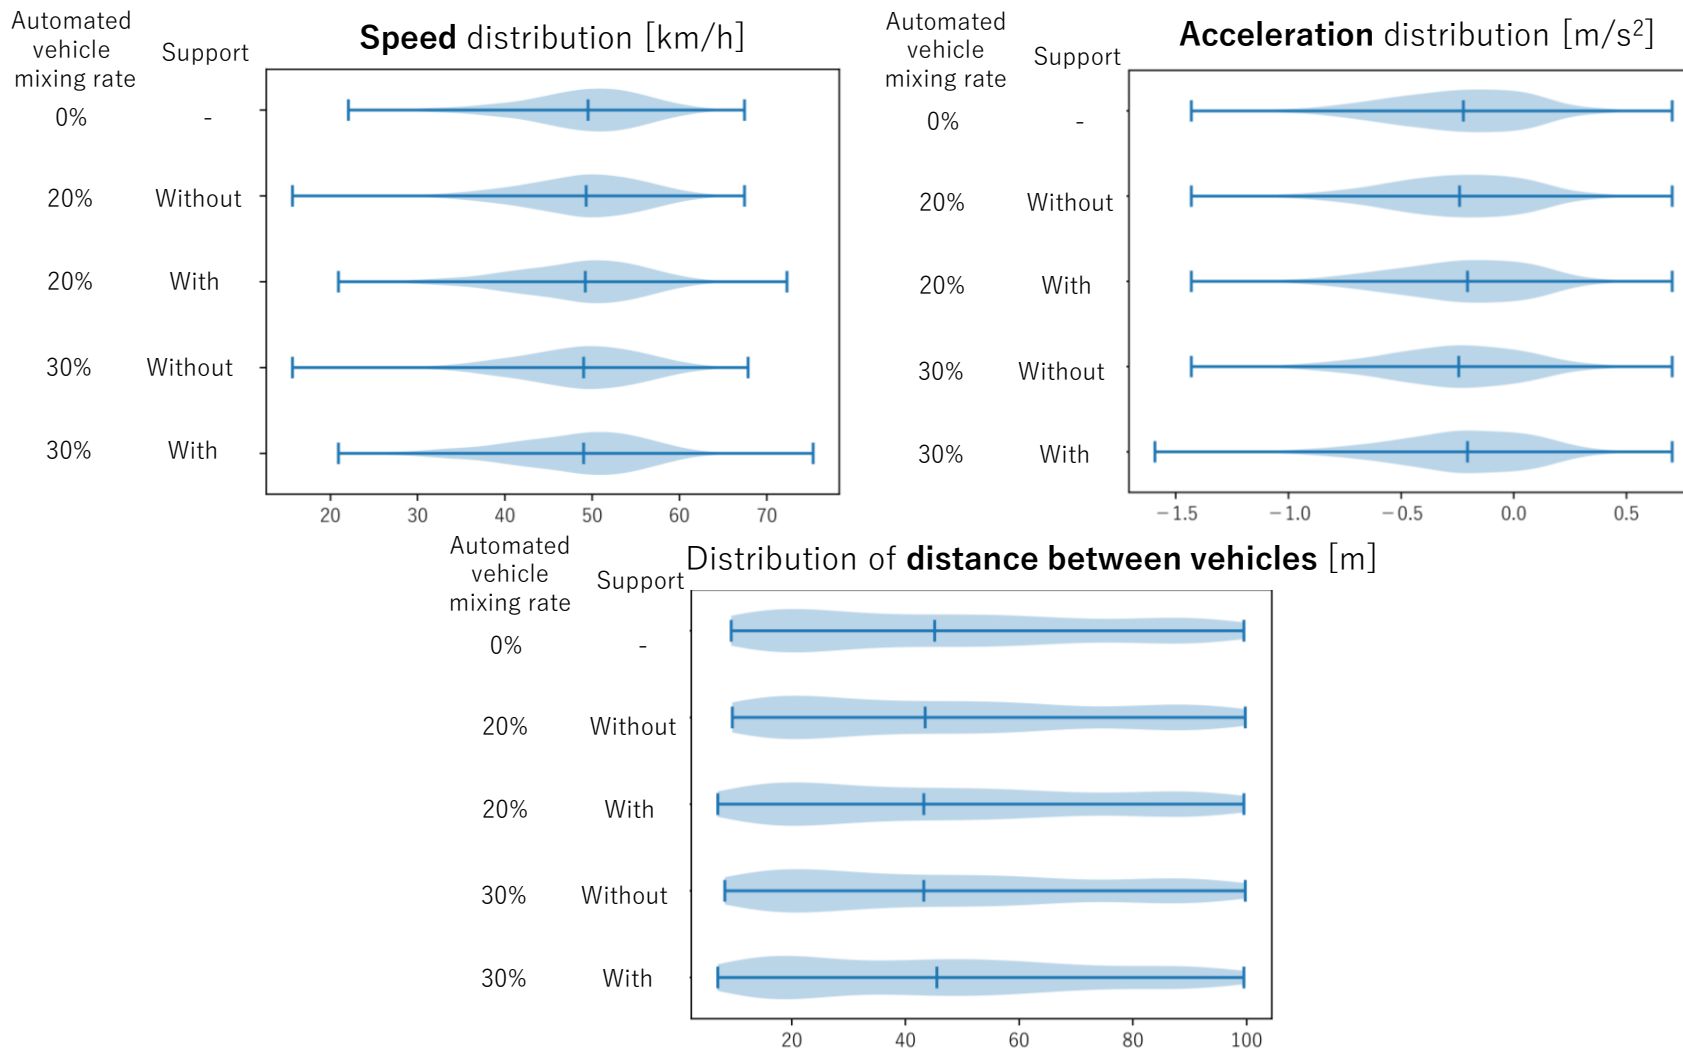 Automated
vehicle
mixing rate
Support
Speed distribution [km/h]
0%
-
20%
Without
20%
With
30%
Without
30%
With
20 30 40 50 60 70
Automated
vehicle
mixing rate
Support
Acceleration distribution [m/s²]
0%
-
20%
Without
20%
With
30%
Without
30%
With
−1.5 −1.0 −0.5 0.0 0.5
Automated
vehicle
mixing rate
Support
Distribution of distance between vehicles [m]
0%
-
20%
Without
20%
With
30%
Without
30%
With
20 40 60 80 100